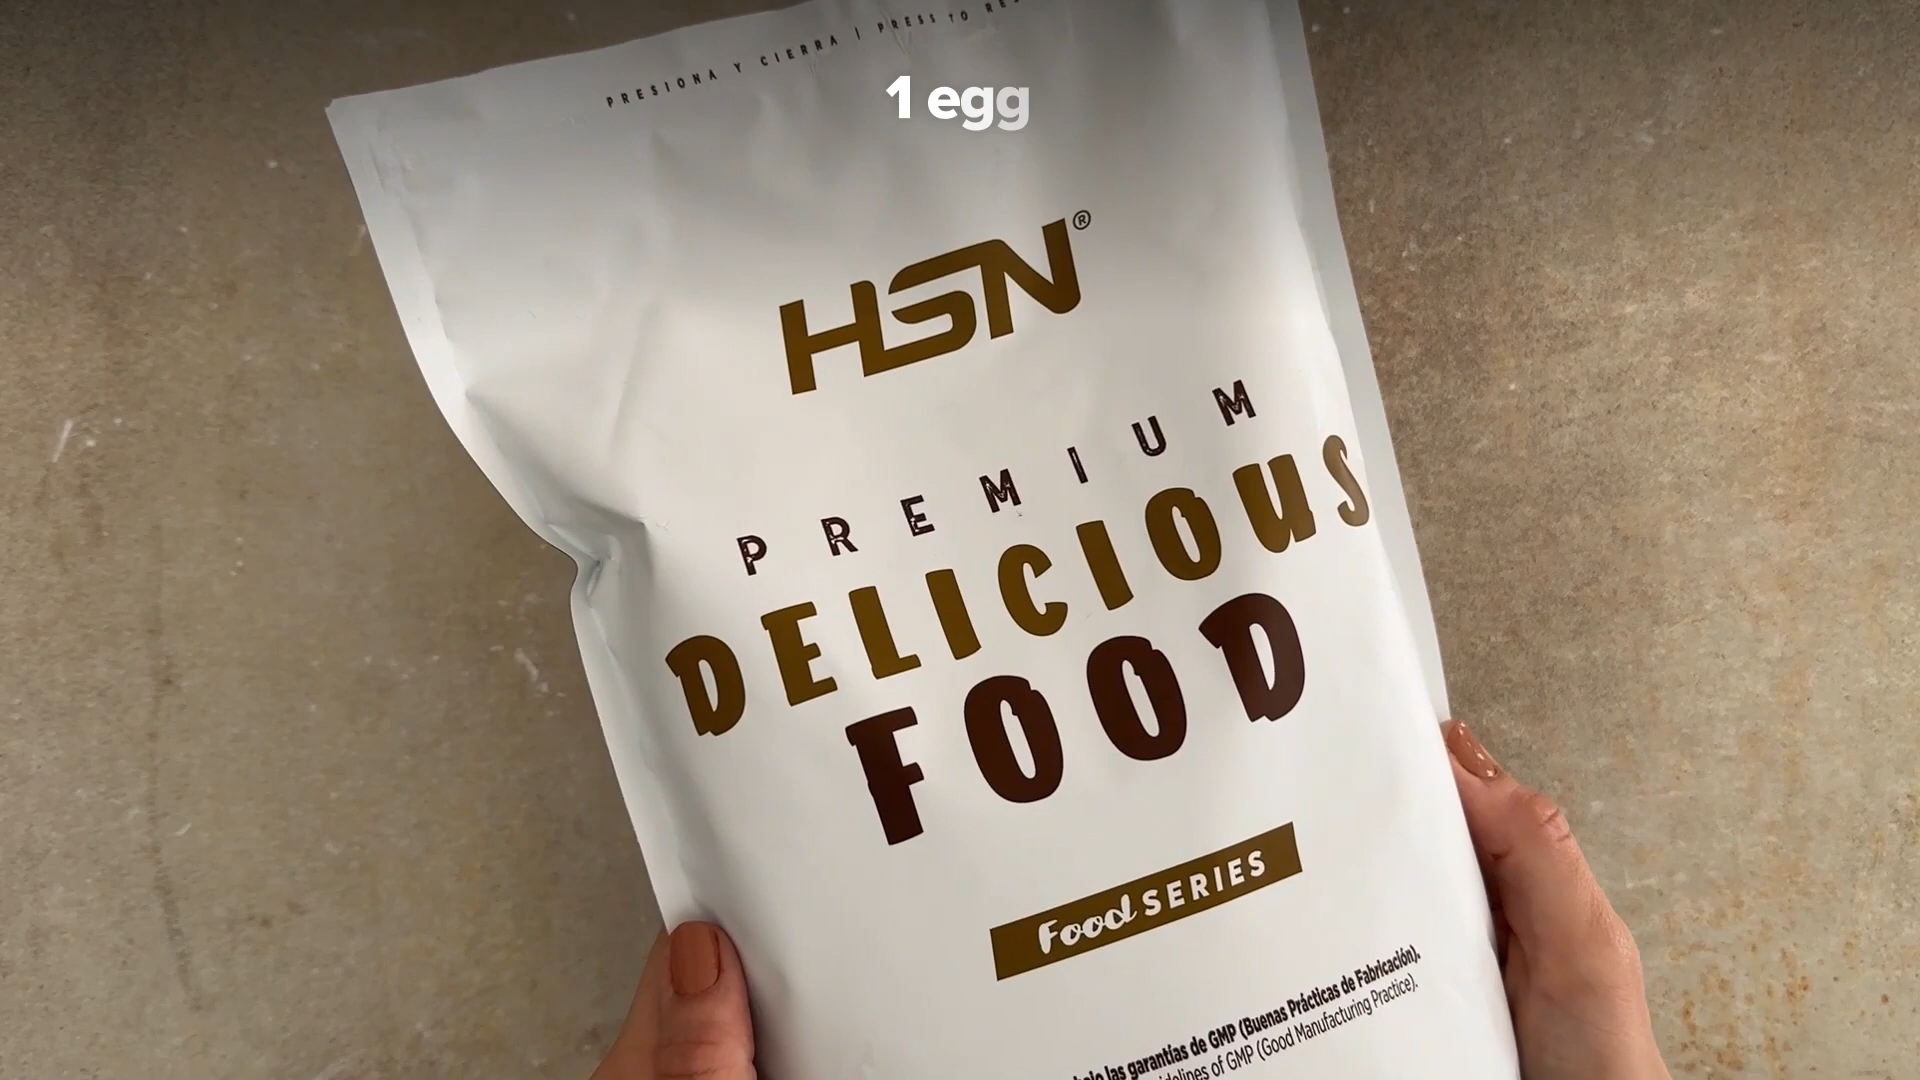 PRESIONA Y CIERRA | PRESS TO
1 egg
HSN®
PREMIUM
DELICIOUS
FOOD
Food SERIES
las garantías de GMP (Buenas Prácticas de Fabricación).
of GMP (Good Manufacturing Practice).